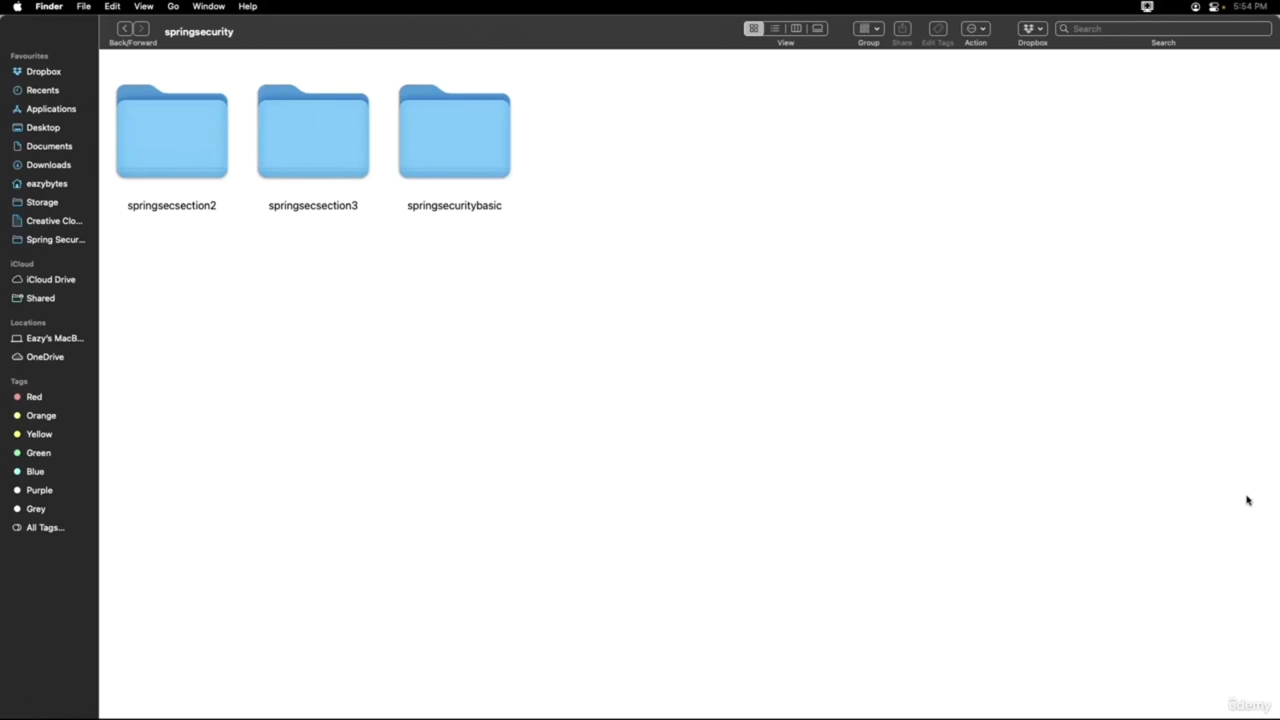 Finder File Edit View Go Window Help 5:54 PM
springsecurity
Back/Forward View Group Share Edit Tags Action Dropbox Search
Search
Favourites
Dropbox
Recents
Applications
Desktop
Documents
Downloads
eazybytes
Storage
Creative Clo...
Spring Secur...
iCloud
iCloud Drive
Shared
Locations
Eazy's MacB...
OneDrive
Tags
Red
Orange
Yellow
Green
Blue
Purple
Grey
All Tags...
springsecsection2 springsecsection3 springsecuritybasic
ûdemy